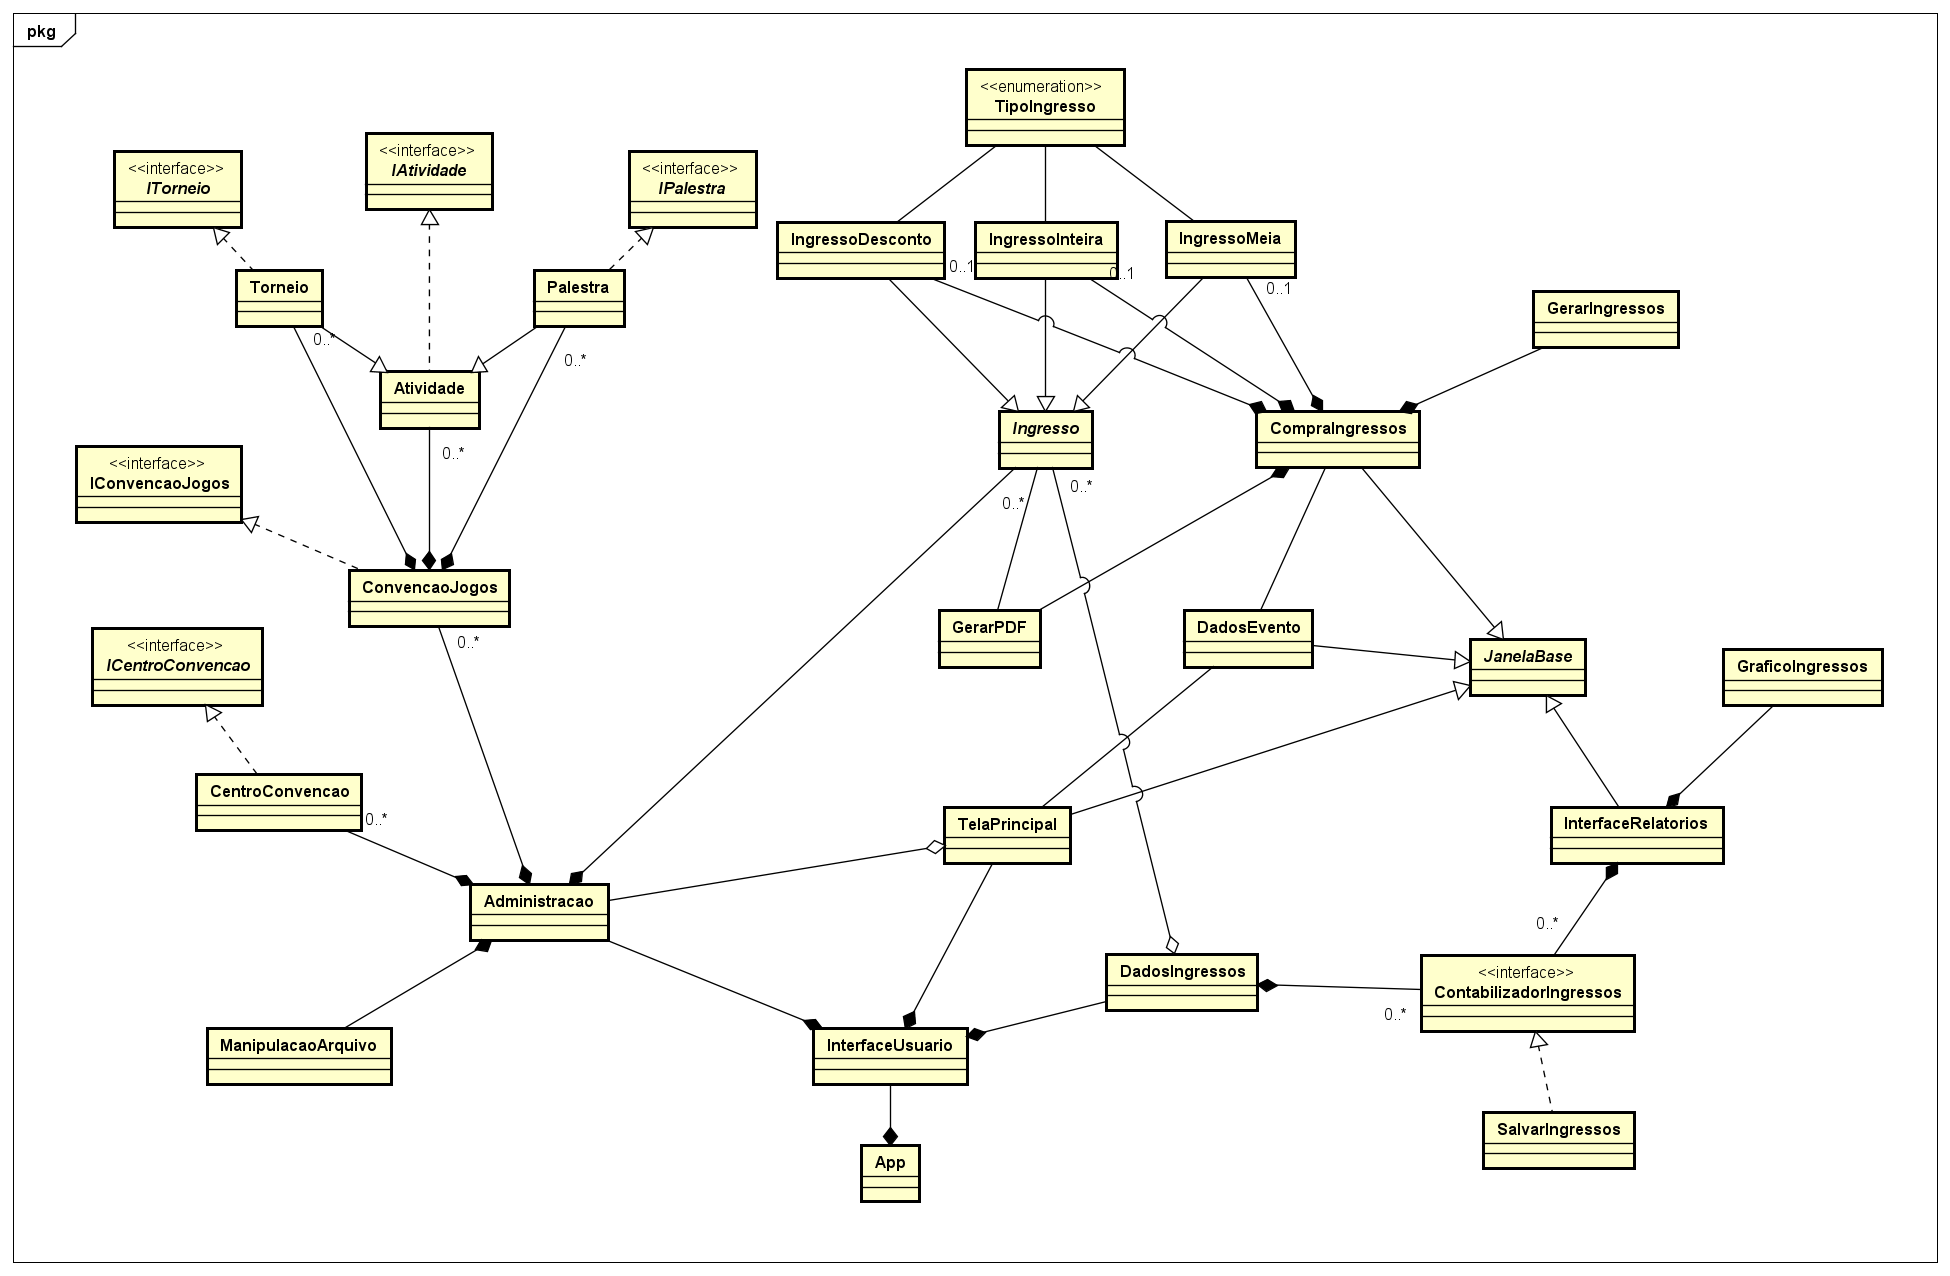 pkg
<<enumeration>>
TipoIngresso
<<interface>>
IAtividade
<<interface>>
ITorneio
<<interface>>
IPalestra
IngressoDesconto
IngressoInteira
IngressoMeia
0..1
0..1
0..1
Torneio
Palestra
GerarIngressos
0..*
0..*
Atividade
Ingresso
CompraIngressos
0..*
<<interface>>
IConvencaoJogos
0..*
0..*
ConvencaoJogos
0..*
GerarPDF
DadosEvento
<<interface>>
ICentroConvencao
JanelaBase
GraficoIngressos
CentroConvencao
0..*
TelaPrincipal
InterfaceRelatorios
Administracao
0..*
DadosIngressos
<<interface>>
ContabilizadorIngressos
0..*
ManipulacaoArquivo
InterfaceUsuario
SalvarIngressos
App